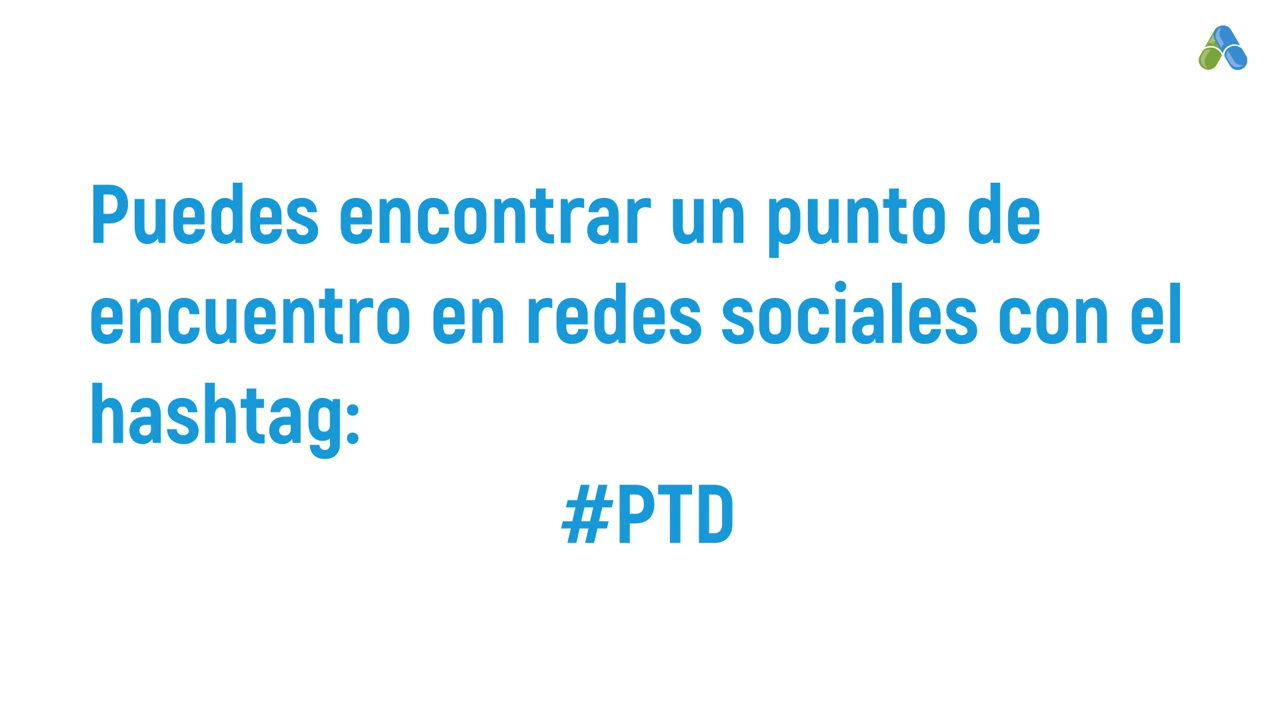 Puedes encontrar un punto de
encuentro en redes sociales con el
hashtag:
#PTD